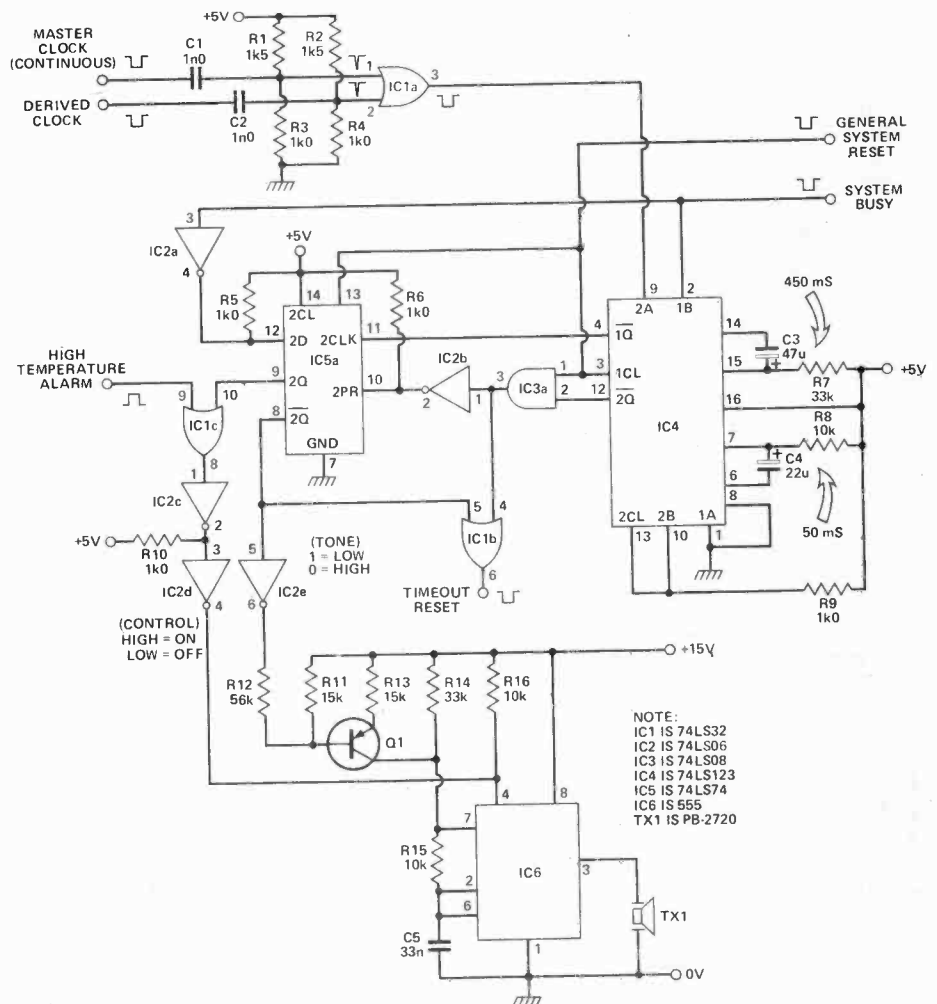 +5V
MASTER
CLOCK
(CONTINUOUS)
C1
1n0
R1
1k5
R2
1k5
1
IC1a
3
2
DERIVED
CLOCK
C2
1n0
R3
1k0
R4
1k0
GENERAL
SYSTEM
RESET
SYSTEM
BUSY
3
IC2a
4
+5V
R5
1k0
14
13
2CL
R6
1k0
12
2D
2CLK
11
IC5a
IC2b
HIGH
TEMPERATURE
ALARM
9
2Q
10
2PR
10
2
1
3
IC3a
1
2
9
10
IC1c
8
8
2Q
GND
7
9
2
2A
1B
450 mS
4
1Q
14
C3
47u
+
3
1CL
15
R7
33k
+5V
12
2Q
16
IC4
R8
10k
7
+
C4
22u
6
8
2CL
2B
1A
13
10
1
50 mS
R9
1k0
1
IC2c
2
+5V
R10
1k0
3
IC2d
4
5
IC2e
6
(TONE)
1 = LOW
0 = HIGH
5
4
IC1b
6
TIMEOUT
RESET
(CONTROL)
HIGH = ON
LOW = OFF
+15V
R12
56k
R11
15k
R13
15k
R14
33k
R16
10k
Q1
NOTE:
IC1 IS 74LS32
IC2 IS 74LS06
IC3 IS 74LS08
IC4 IS 74LS123
IC5 IS 74LS74
IC6 IS 555
TX1 IS PB-2720
4
8
7
R15
10k
IC6
3
2
6
TX1
C5
33n
1
0V